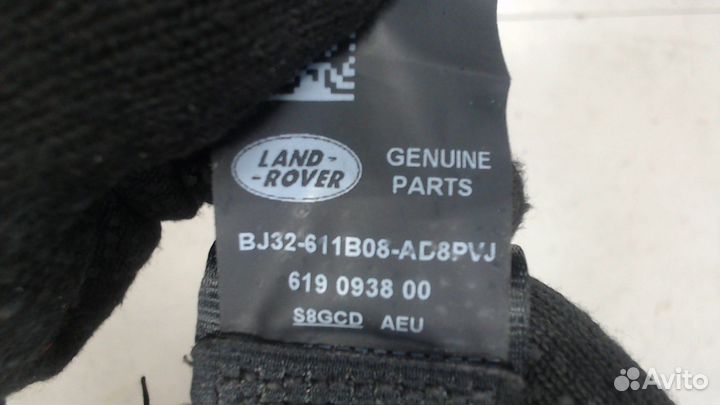 LAND-
-ROVER
GENUINE
PARTS
BJ32-611B08-AD8PVJ
619 0938 00
S8GCD AEU
Avito